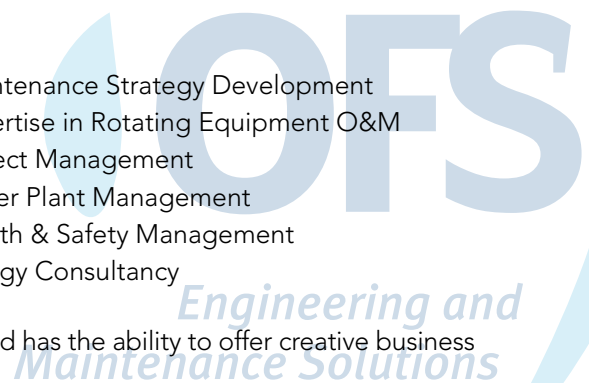 OFS
ntenance Strategy Development
ertise in Rotating Equipment O&M
ect Management
er Plant Management
th & Safety Management
gy Consultancy
Engineering and
d has the ability to offer creative business
Maintenance Solutions